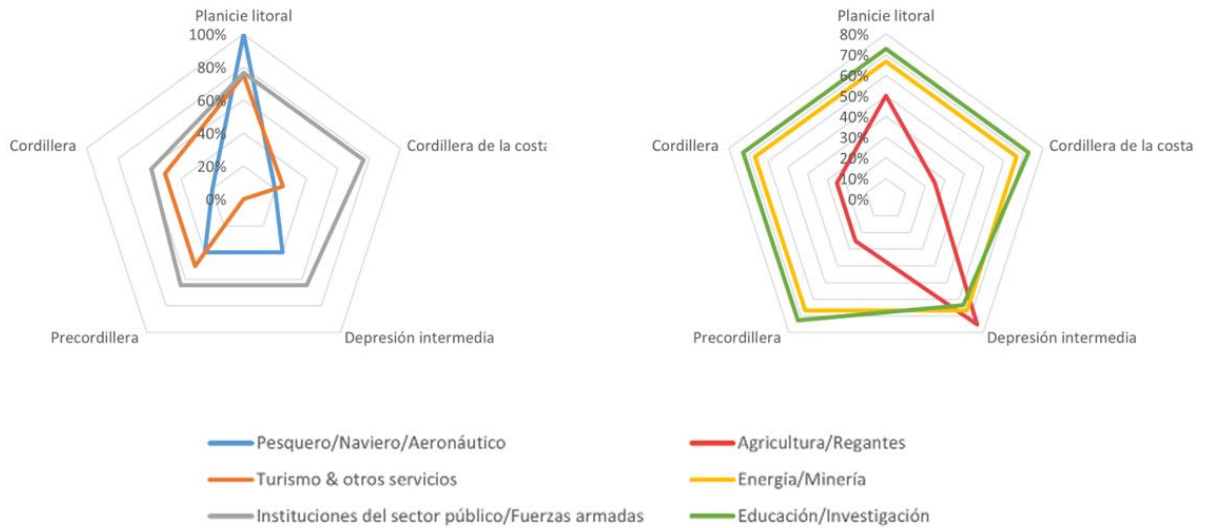 Planicie litoral
100%
80%
60%
40%
20%
0%
Cordillera
Cordillera de la costa
Precordillera
Depresión intermedia
Planicie litoral
80%
70%
60%
50%
40%
30%
20%
10%
0%
Cordillera
Cordillera de la costa
Precordillera
Depresión intermedia
Pesquero/Naviero/Aeronáutico
Agricultura/Regantes
Turismo & otros servicios
Energía/Minería
Instituciones del sector público/Fuerzas armadas
Educación/Investigación